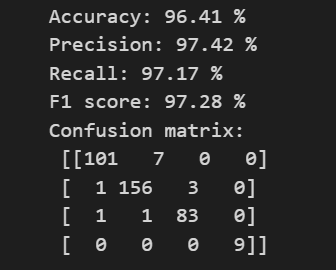 Accuracy: 96.41 %
Precision: 97.42 %
Recall: 97.17 %
F1 score: 97.28 %
Confusion matrix:
[[101   7   0   0]
[  1 156   3   0]
[  1   1  83   0]
[  0   0   0   9]]